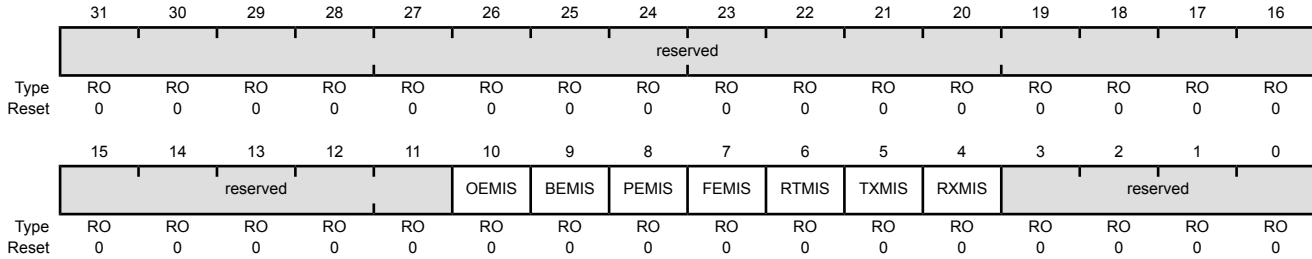 31 30 29 28 27 26 25 24 23 22 21 20 19 18 17 16
reserved
Type RO RO RO RO RO RO RO RO RO RO RO RO RO RO RO RO
Reset 0 0 0 0 0 0 0 0 0 0 0 0 0 0 0 0
15 14 13 12 11 10 9 8 7 6 5 4 3 2 1 0
reserved OEMIS BEMIS PEMIS FEMIS RTMIS TXMIS RXMIS reserved
Type RO RO RO RO RO RO RO RO RO RO RO RO RO RO RO RO
Reset 0 0 0 0 0 0 0 0 0 0 0 0 0 0 0 0